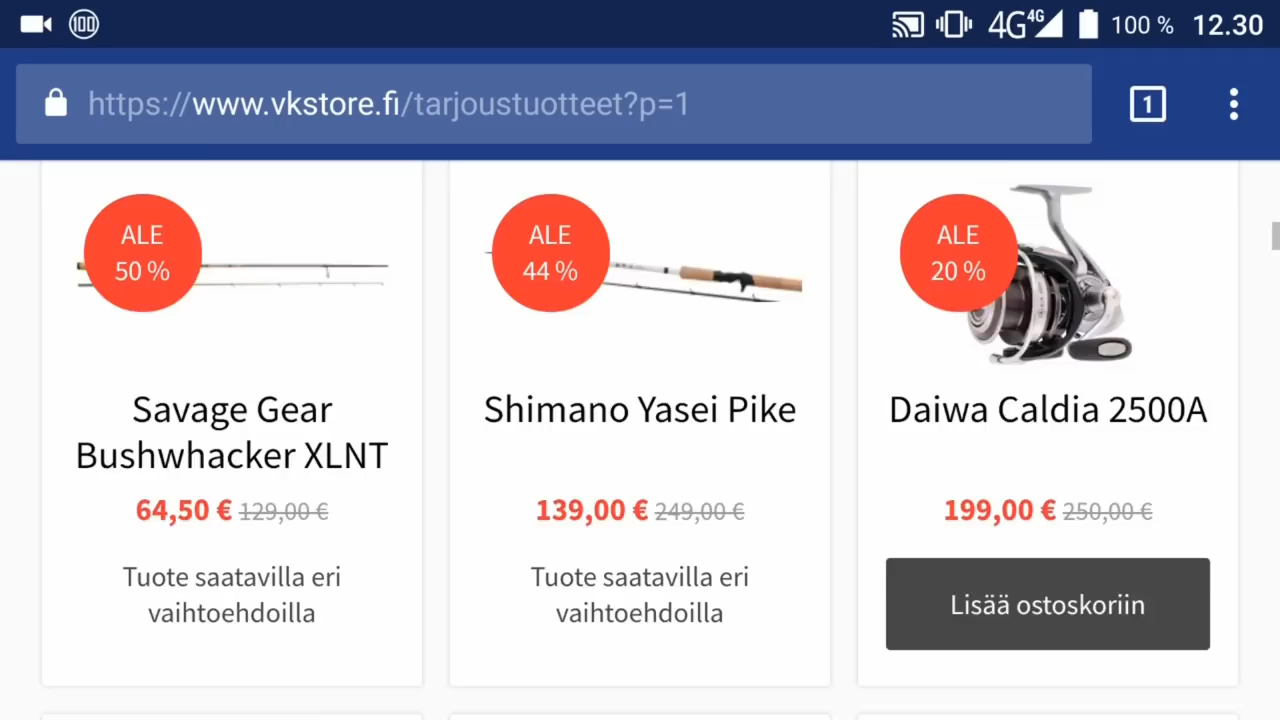 100 4G 4G 100 % 12.30
https://www.vkstore.fi/tarjoustuotteet?p=1 1
ALE
50 %
Savage Gear
Bushwhacker XLNT
64,50 € 129,00 €
Tuote saatavilla eri
vaihtoehdoilla
ALE
44 %
Shimano Yasei Pike
139,00 € 249,00 €
Tuote saatavilla eri
vaihtoehdoilla
ALE
20 %
Daiwa Caldia 2500A
199,00 € 250,00 €
Lisää ostoskoriin